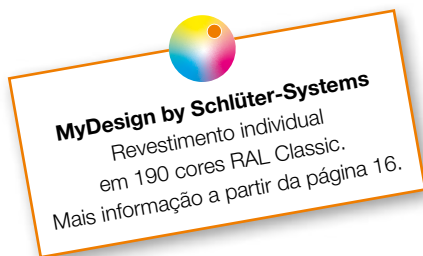 MyDesign by Schlüter-Systems
Revestimento individual
em 190 cores RAL Classic.
Mais informação a partir da página 16.